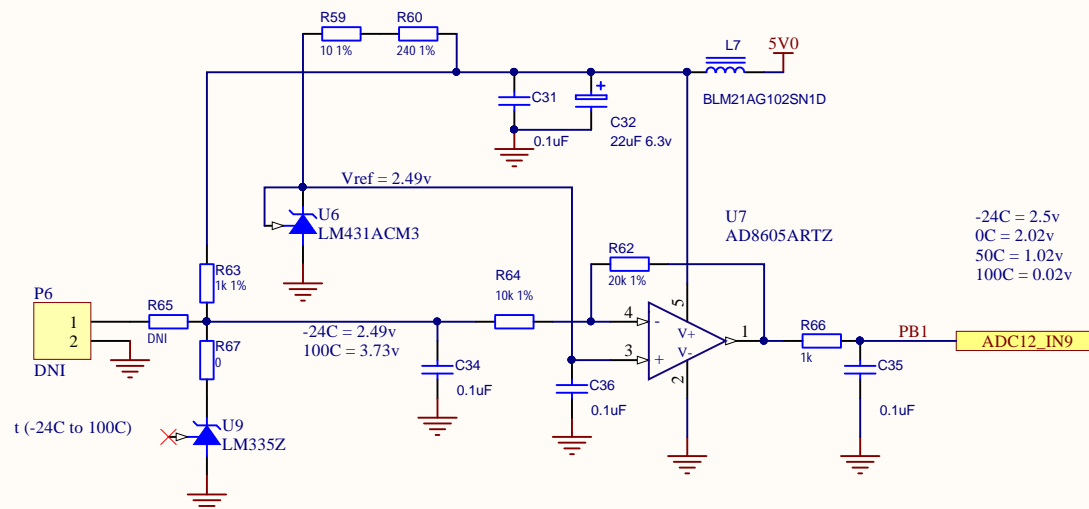 R59
10 1%
R60
240 1%
L7
5V0
BLM21AG102SN1D
C31
0.1uF
+
C32
22uF 6.3v
Vref = 2.49v
U6
LM431ACM3
U7
AD8605ARTZ
-24C = 2.5v
0C = 2.02v
50C = 1.02v
100C = 0.02v
R63
1k 1%
R64
10k 1%
R62
20k 1%
P6
1
2
DNI
R65
DNI
R67
0
-24C = 2.49v
100C = 3.73v
C34
0.1uF
4
-
3
+
5
V+
V-
2
1
C36
0.1uF
R66
1k
PB1
ADC12_IN9
C35
0.1uF
t (-24C to 100C)
U9
LM335Z